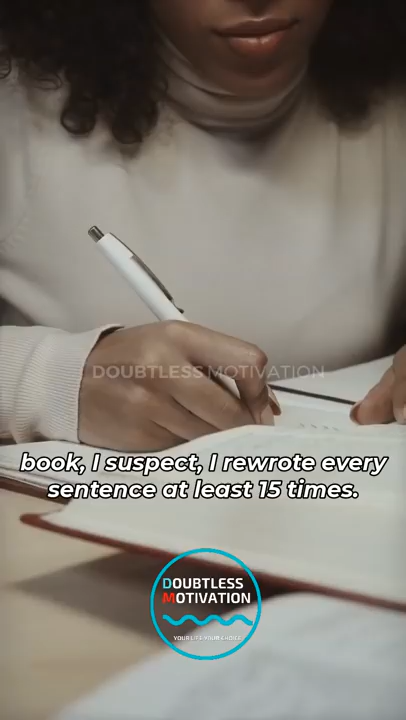 DOUBTLESS MOTIVATION
book, I suspect, I rewrote every
sentence at least 15 times.
DOUBTLESS
MOTIVATION
YOUR LIFE YOUR CHOICE